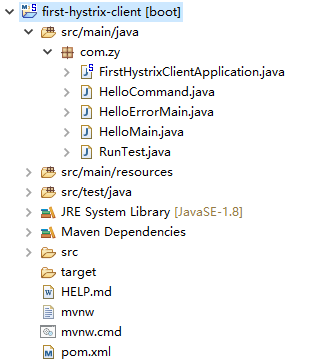 first-hystrix-client [boot]
src/main/java
com.zy
FirstHystrixClientApplication.java
HelloCommand.java
HelloErrorMain.java
HelloMain.java
RunTest.java
src/main/resources
src/test/java
JRE System Library [JavaSE-1.8]
Maven Dependencies
src
target
HELP.md
mvnw
mvnw.cmd
pom.xml